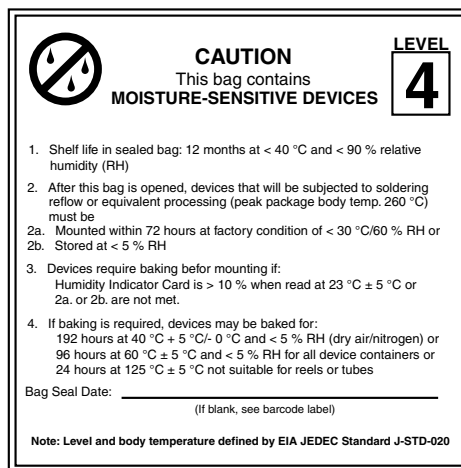 CAUTION
This bag contains
MOISTURE-SENSITIVE DEVICES
LEVEL
4
1. Shelf life in sealed bag: 12 months at < 40 °C and < 90 % relative
humidity (RH)
2. After this bag is opened, devices that will be subjected to soldering
reflow or equivalent processing (peak package body temp. 260 °C)
must be
2a. Mounted within 72 hours at factory condition of < 30 °C/60 % RH or
2b. Stored at < 5 % RH
3. Devices require baking befor mounting if:
Humidity Indicator Card is > 10 % when read at 23 °C ± 5 °C or
2a. or 2b. are not met.
4. If baking is required, devices may be baked for:
192 hours at 40 °C + 5 °C/- 0 °C and < 5 % RH (dry air/nitrogen) or
96 hours at 60 °C ± 5 °C and < 5 % RH for all device containers or
24 hours at 125 °C ± 5 °C not suitable for reels or tubes
Bag Seal Date:
(If blank, see barcode label)
Note: Level and body temperature defined by EIA JEDEC Standard J-STD-020